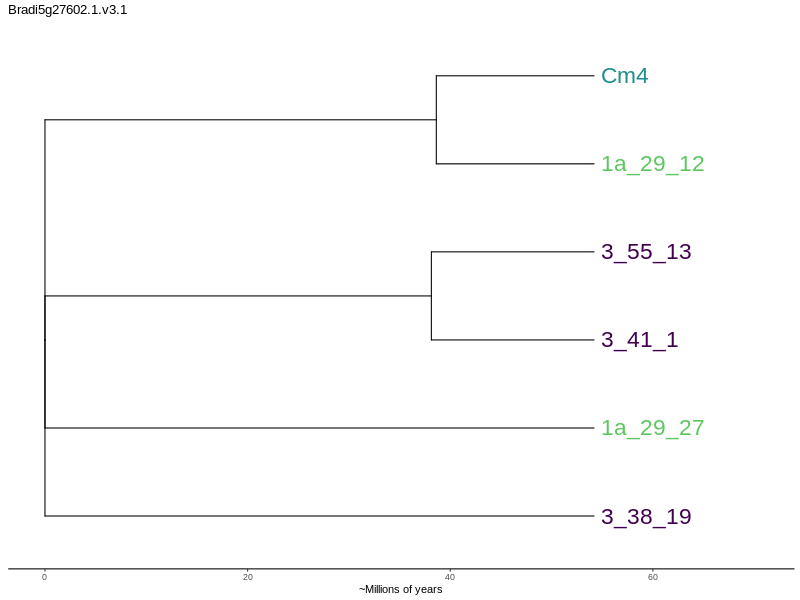 Bradi5g27602.1.v3.1
Cm4
1a_29_12
3_55_13
3_41_1
1a_29_27
3_38_19
0 20 40 60
~Millions of years